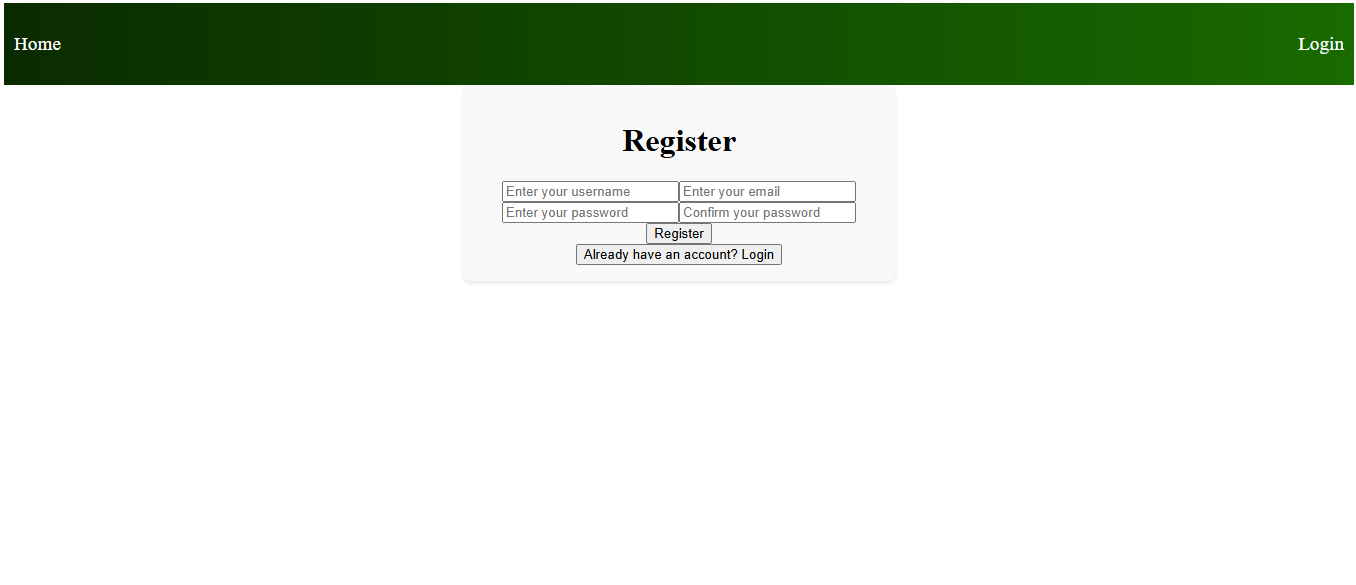 Home Login
Register
Enter your username Enter your email
Enter your password Confirm your password
Register
Already have an account? Login